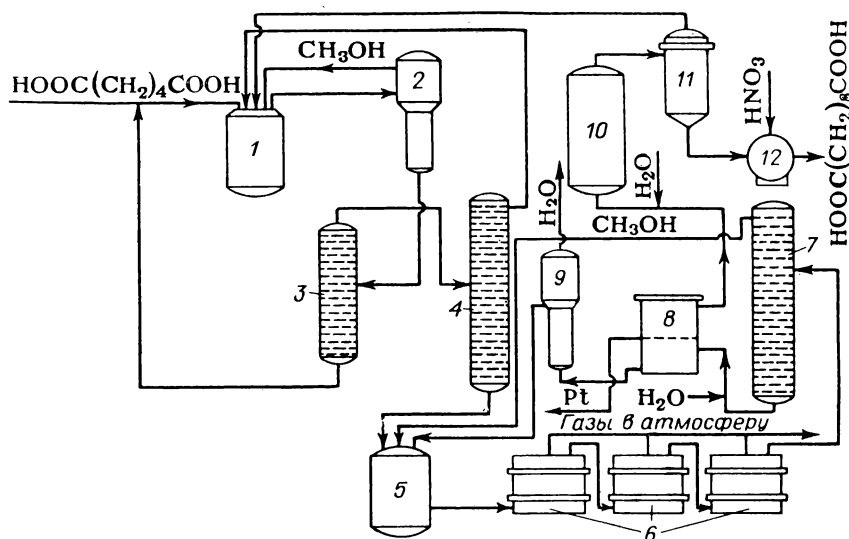 CH₃OH
HOOC(CH₂)₄COOH
1
2
3
4
5
6
7
8
9
10
11
12
HNO₃
HOOC(CH₂)₈COOH
H₂O
H₂O
CH₃OH
Pt
H₂O
Газы в атмосферу